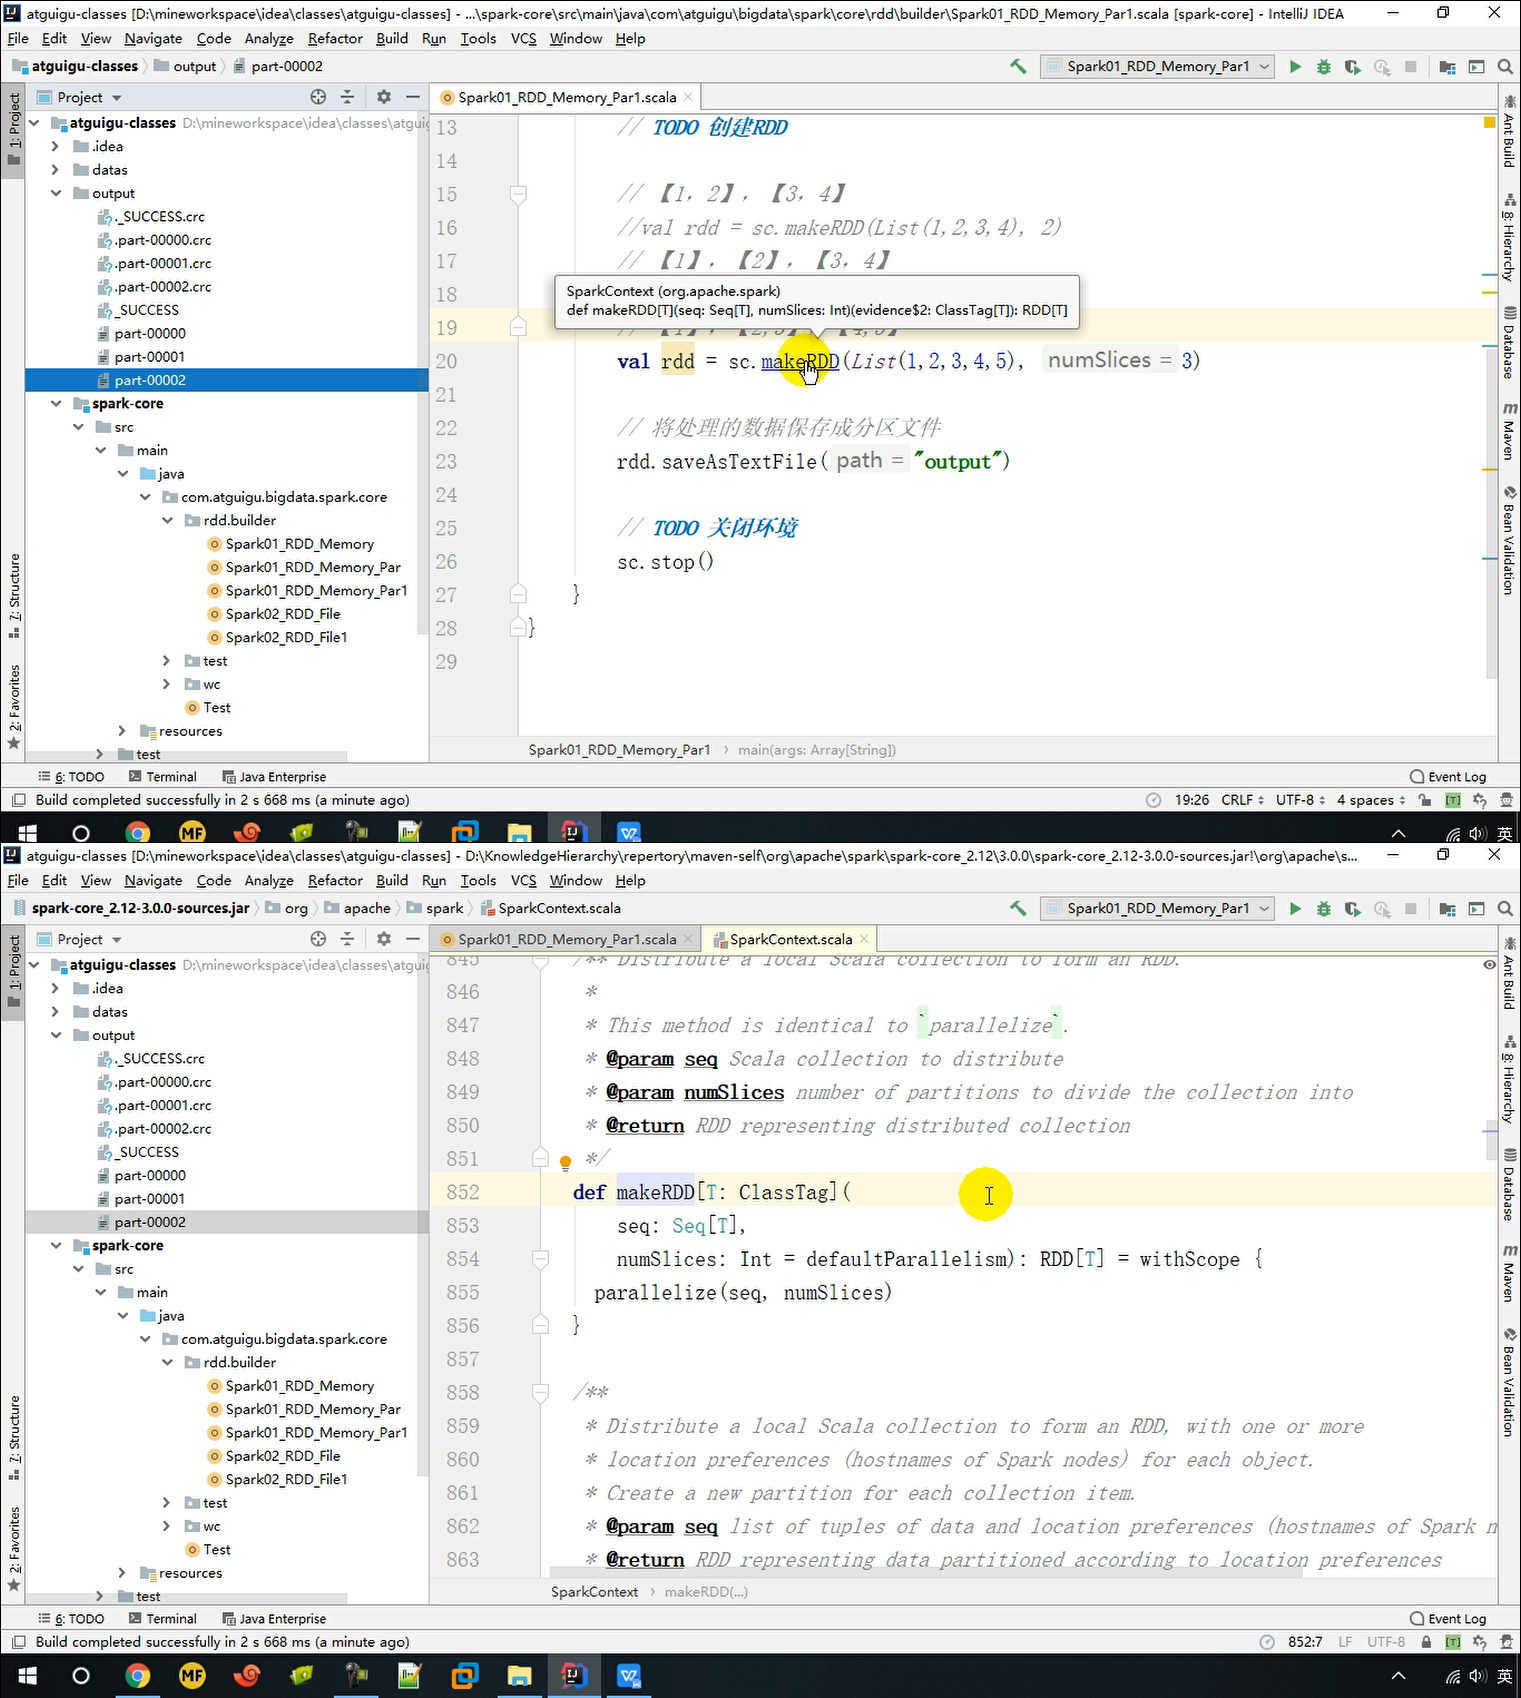 atguigu-classes [D:\mineworkspace\idea\classes\atguigu-classes] - ...\spark-core\src\main\java\com\atguigu\bigdata\spark\core\rdd\builder\Spark01_RDD_Memory_Par1.scala [spark-core] - IntelliJ IDEA
File Edit View Navigate Code Analyze Refactor Build Run Tools VCS Window Help
atguigu-classes output part-00002 Spark01_RDD_Memory_Par1
Project Spark01_RDD_Memory_Par1.scala
1: Project
7: Structure
2: Favorites
atguigu-classes D:\mineworkspace\idea\classes\atgui
.idea
datas
output
._SUCCESS.crc
.part-00000.crc
.part-00001.crc
.part-00002.crc
_SUCCESS
part-00000
part-00001
part-00002
spark-core
src
main
java
com.atguigu.bigdata.spark.core
rdd.builder
Spark01_RDD_Memory
Spark01_RDD_Memory_Par
Spark01_RDD_Memory_Par1
Spark02_RDD_File
Spark02_RDD_File1
test
wc
Test
resources
test
13 // TODO 创建RDD
14
15 // 【1，2】，【3，4】
16 //val rdd = sc.makeRDD(List(1,2,3,4), 2)
17 // 【1】，【2】，【3，4】
18
SparkContext (org.apache.spark)
def makeRDD[T](seq: Seq[T], numSlices: Int)(evidence$2: ClassTag[T]): RDD[T]
19
20 val rdd = sc.makeRDD(List(1,2,3,4,5), numSlices = 3)
21
22 // 将处理的数据保存成分区文件
23 rdd.saveAsTextFile( path = "output")
24
25 // TODO 关闭环境
26 sc.stop()
27 }
28 }
29
Spark01_RDD_Memory_Par1 › main(args: Array[String])
Ant Build
8: Hierarchy
Database
Maven
Bean Validation
6: TODO Terminal Java Enterprise Event Log
Build completed successfully in 2 s 668 ms (a minute ago) 19:26 CRLF UTF-8 4 spaces [T]
MF 英
atguigu-classes [D:\mineworkspace\idea\classes\atguigu-classes] - D:\KnowledgeHierarchy\repertory\maven-self\org\apache\spark\spark-core_2.12\3.0.0\spark-core_2.12-3.0.0-sources.jar!\org\apache\s...
File Edit View Navigate Code Analyze Refactor Build Run Tools VCS Window Help
spark-core_2.12-3.0.0-sources.jar org apache spark SparkContext.scala Spark01_RDD_Memory_Par1
Project Spark01_RDD_Memory_Par1.scala SparkContext.scala
1: Project
7: Structure
2: Favorites
atguigu-classes D:\mineworkspace\idea\classes\atgui
.idea
datas
output
._SUCCESS.crc
.part-00000.crc
.part-00001.crc
.part-00002.crc
_SUCCESS
part-00000
part-00001
part-00002
spark-core
src
main
java
com.atguigu.bigdata.spark.core
rdd.builder
Spark01_RDD_Memory
Spark01_RDD_Memory_Par
Spark01_RDD_Memory_Par1
Spark02_RDD_File
Spark02_RDD_File1
test
wc
Test
resources
test
845 /** Distribute a local Scala collection to form an RDD.
846 *
847 * This method is identical to `parallelize`.
848 * @param seq Scala collection to distribute
849 * @param numSlices number of partitions to divide the collection into
850 * @return RDD representing distributed collection
851 */
852 def makeRDD[T: ClassTag](
853 seq: Seq[T],
854 numSlices: Int = defaultParallelism): RDD[T] = withScope {
855 parallelize(seq, numSlices)
856 }
857
858 /**
859 * Distribute a local Scala collection to form an RDD, with one or more
860 * location preferences (hostnames of Spark nodes) for each object.
861 * Create a new partition for each collection item.
862 * @param seq list of tuples of data and location preferences (hostnames of Spark n
863 * @return RDD representing data partitioned according to location preferences
SparkContext › makeRDD(...)
Ant Build
8: Hierarchy
Database
Maven
Bean Validation
6: TODO Terminal Java Enterprise Event Log
Build completed successfully in 2 s 668 ms (a minute ago) 852:7 LF UTF-8 [T]
MF 英